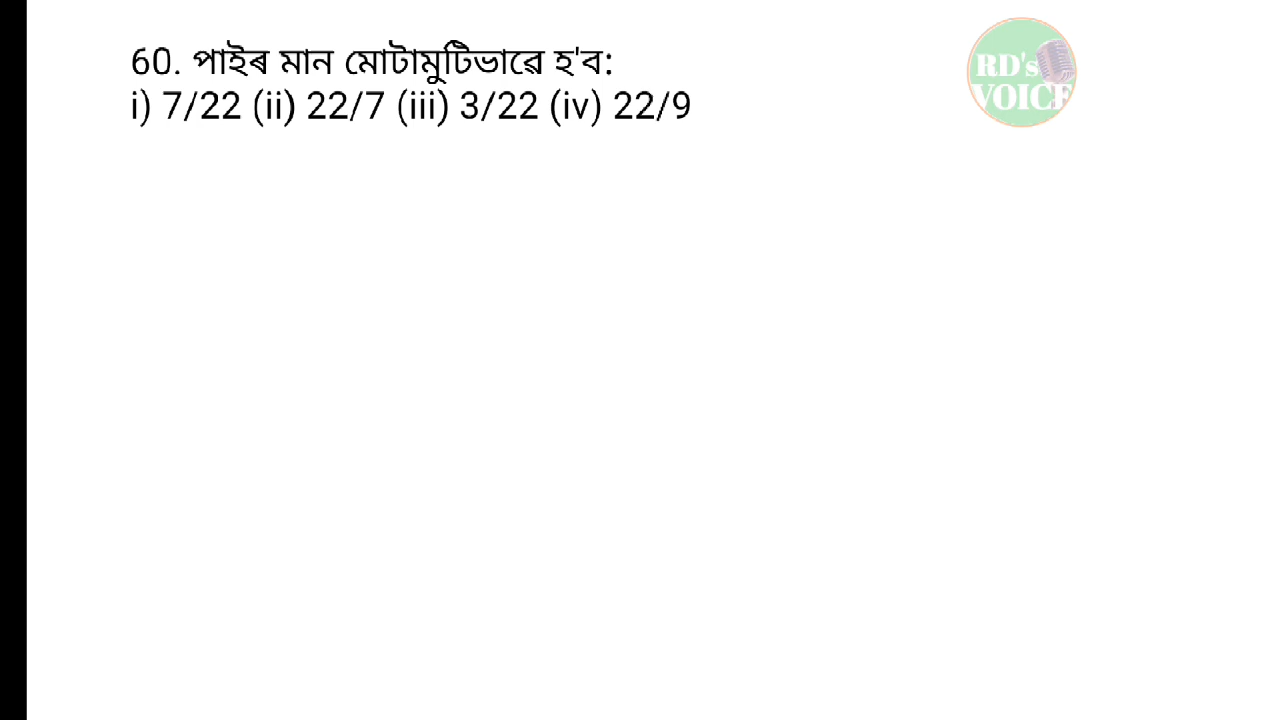 60. পাইৰ মান মোটামুটিভাৱে হ'ব:
i) 7/22 (ii) 22/7 (iii) 3/22 (iv) 22/9
RD's
VOICE